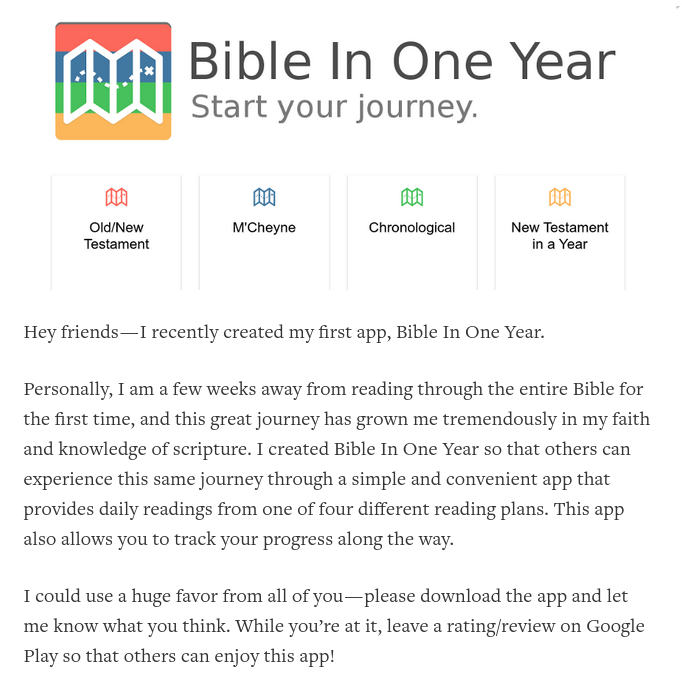 Bible In One Year
Start your journey.
Old/New
Testament
M'Cheyne
Chronological
New Testament
in a Year
Hey friends — I recently created my first app, Bible In One Year.
Personally, I am a few weeks away from reading through the entire Bible for
the first time, and this great journey has grown me tremendously in my faith
and knowledge of scripture. I created Bible In One Year so that others can
experience this same journey through a simple and convenient app that
provides daily readings from one of four different reading plans. This app
also allows you to track your progress along the way.
I could use a huge favor from all of you — please download the app and let
me know what you think. While you’re at it, leave a rating/review on Google
Play so that others can enjoy this app!